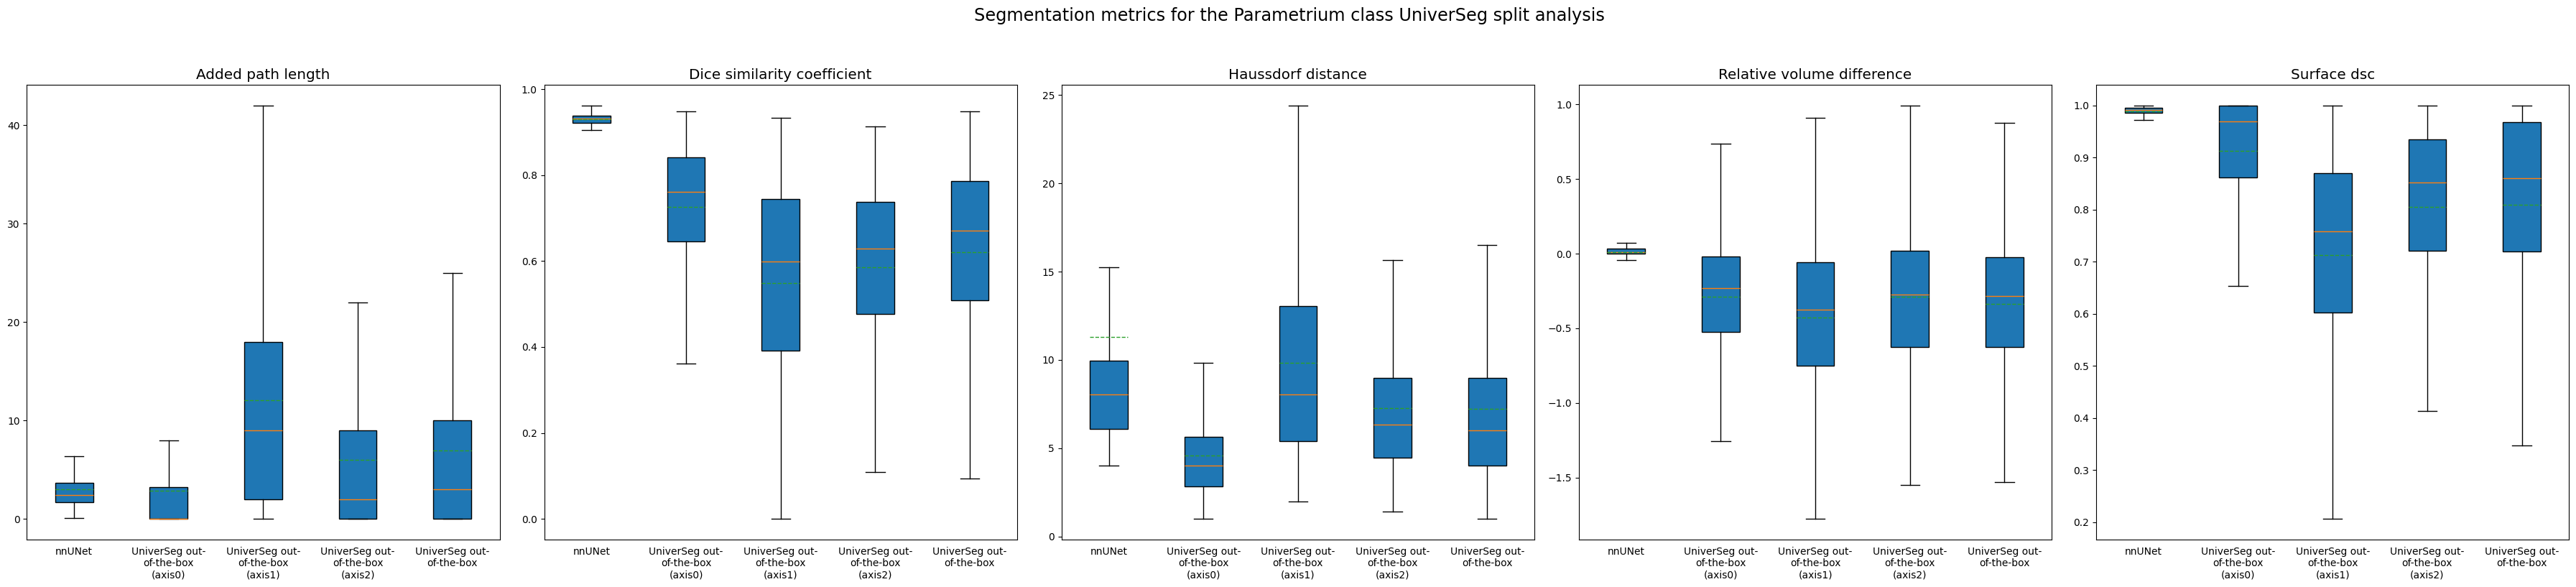 Segmentation metrics for the Parametrium class UniverSeg split analysis
Added path length
40
30
20
10
0
nnUNet
UniverSeg out-
of-the-box
(axis0)
UniverSeg out-
of-the-box
(axis1)
UniverSeg out-
of-the-box
(axis2)
UniverSeg out-
of-the-box
Dice similarity coefficient
1.0
0.8
0.6
0.4
0.2
0.0
nnUNet
UniverSeg out-
of-the-box
(axis0)
UniverSeg out-
of-the-box
(axis1)
UniverSeg out-
of-the-box
(axis2)
UniverSeg out-
of-the-box
Haussdorf distance
25
20
15
10
5
0
nnUNet
UniverSeg out-
of-the-box
(axis0)
UniverSeg out-
of-the-box
(axis1)
UniverSeg out-
of-the-box
(axis2)
UniverSeg out-
of-the-box
Relative volume difference
1.0
0.5
0.0
−0.5
−1.0
−1.5
nnUNet
UniverSeg out-
of-the-box
(axis0)
UniverSeg out-
of-the-box
(axis1)
UniverSeg out-
of-the-box
(axis2)
UniverSeg out-
of-the-box
Surface dsc
1.0
0.9
0.8
0.7
0.6
0.5
0.4
0.3
0.2
nnUNet
UniverSeg out-
of-the-box
(axis0)
UniverSeg out-
of-the-box
(axis1)
UniverSeg out-
of-the-box
(axis2)
UniverSeg out-
of-the-box